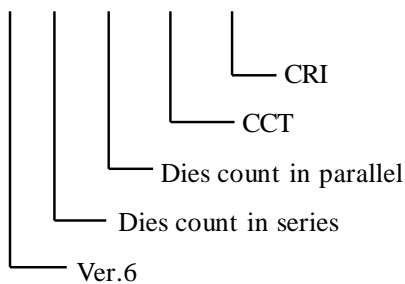 CRI
CCT
Dies count in parallel
Dies count in series
Ver.6